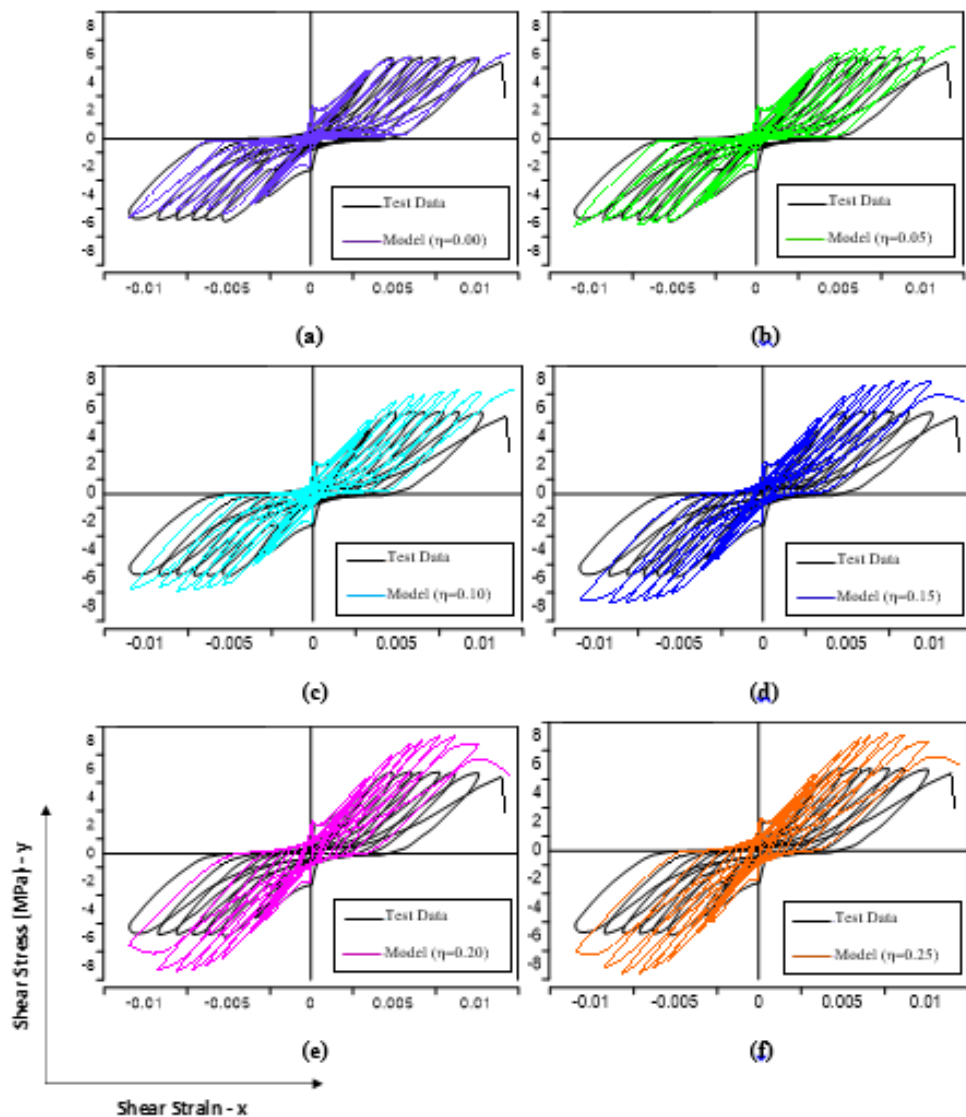 8
6
4
2
0
-2
-4
-6
-8
Test Data
Model (η=0.00)
-0.01 -0.005 0 0.005 0.01
(a)
8
6
4
2
0
-2
-4
-6
-8
Test Data
Model (η=0.05)
-0.01 -0.005 0 0.005 0.01
(b)
8
6
4
2
0
-2
-4
-6
-8
Test Data
Model (η=0.10)
-0.01 -0.005 0 0.005 0.01
(c)
8
6
4
2
0
-2
-4
-6
-8
Test Data
Model (η=0.15)
-0.01 -0.005 0 0.005 0.01
(d)
8
6
4
2
0
-2
-4
-6
-8
Test Data
Model (η=0.20)
-0.01 -0.005 0 0.005 0.01
(e)
8
6
4
2
0
-2
-4
-6
-8
Test Data
Model (η=0.25)
-0.01 -0.005 0 0.005 0.01
(f)
Shear Stress [MPa} - y
Shear Strain - x